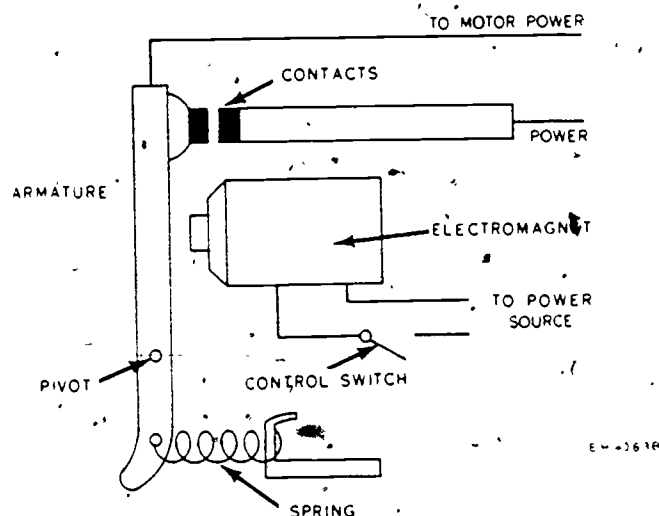 TO MOTOR POWER
CONTACTS
POWER
ARMATURE
ELECTROMAGNET
TO POWER
SOURCE
PIVOT
CONTROL SWITCH
SPRING